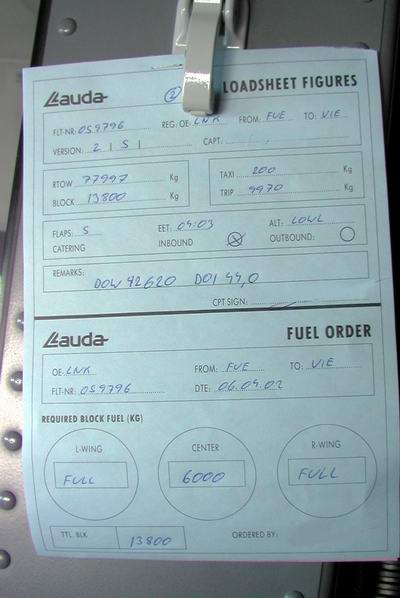 Lauda 2 LOADSHEET FIGURES
FLT-NR: OS9796 REG: OE- LNK FROM: FUE TO: VIE
VERSION: 2 | 5 | CAPT.:
RTOW 77997 Kg TAXI 200 Kg
BLOCK 13800 Kg TRIP 9970 Kg
FLAPS: 5 EET: 04:03 ALT: LOWL
CATERING INBOUND OUTBOUND:
REMARKS: DOW 42620 DOI 44,0
CPT SIGN:
Lauda FUEL ORDER
OE- LNK FROM: FUE TO: VIE
FLT-NR: OS9796 DTE: 06.04.02
REQUIRED BLOCK FUEL (KG)
L-WING CENTER R-WING
FULL 6000 FULL
TTL. BLK 13800 ORDERED BY: